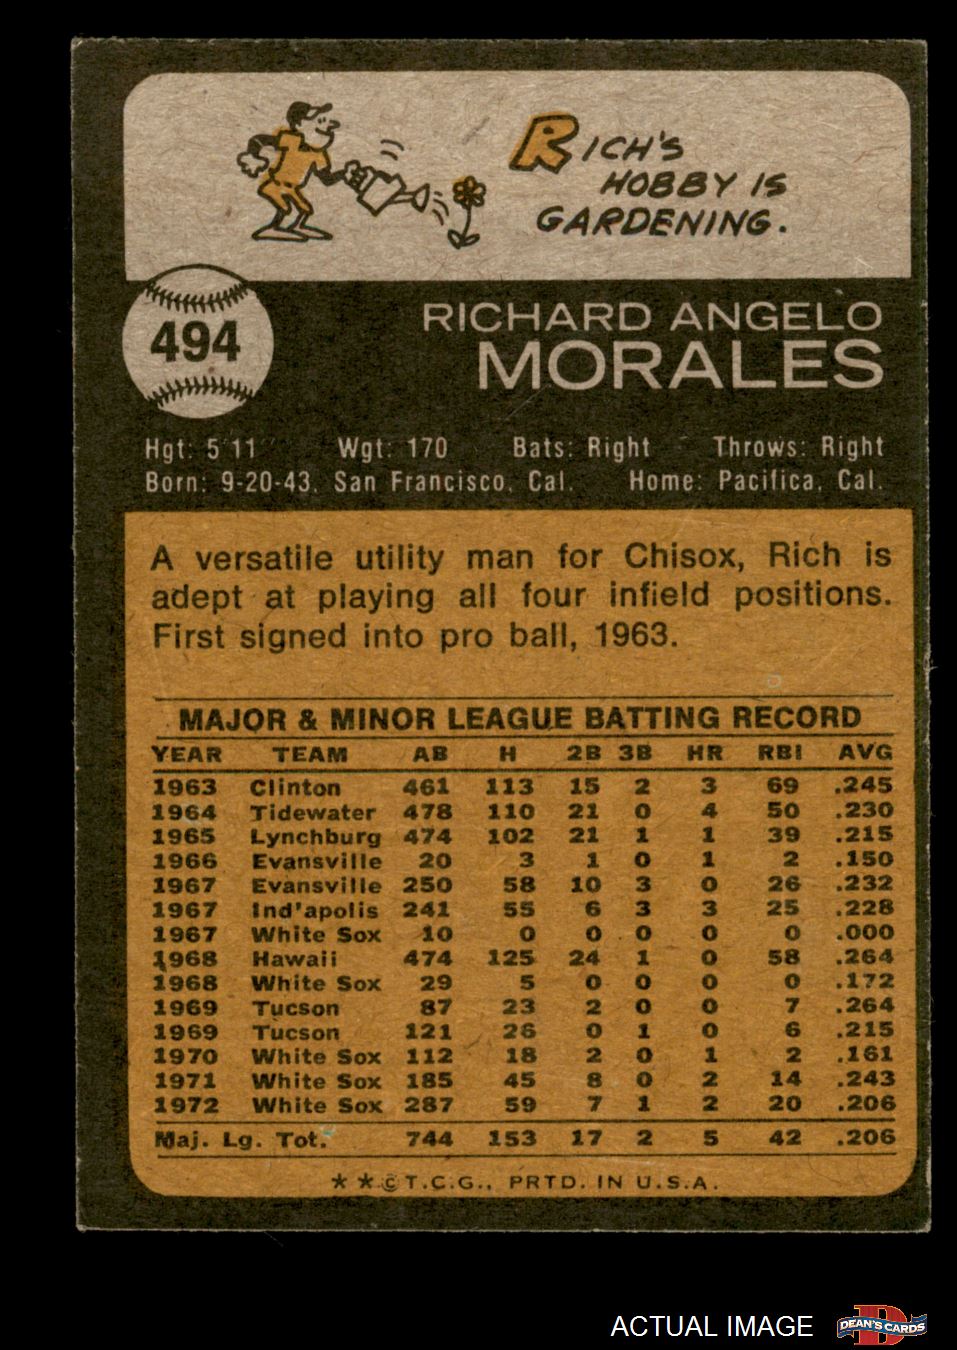 RICH'S
HOBBY IS
GARDENING.
494
RICHARD ANGELO
MORALES
Hgt: 5'11" Wgt: 170 Bats: Right Throws: Right
Born: 9-20-43, San Francisco, Cal. Home: Pacifica, Cal.
A versatile utility man for Chisox, Rich is
adept at playing all four infield positions.
First signed into pro ball, 1963.
MAJOR & MINOR LEAGUE BATTING RECORD
YEAR TEAM AB H 2B 3B HR RBI AVG
1963 Clinton 461 113 15 2 3 69 .245
1964 Tidewater 478 110 21 0 4 50 .230
1965 Lynchburg 474 102 21 1 1 39 .215
1966 Evansville 20 3 1 0 1 2 .150
1967 Evansville 250 58 10 3 0 26 .232
1967 Ind'apolis 241 55 6 3 3 25 .228
1967 White Sox 10 0 0 0 0 0 .000
1968 Hawaii 474 125 24 1 0 58 .264
1968 White Sox 29 5 0 0 0 0 .172
1969 Tucson 87 23 2 0 0 7 .264
1969 Tucson 121 26 0 1 0 6 .215
1970 White Sox 112 18 2 0 1 2 .161
1971 White Sox 185 45 8 0 2 14 .243
1972 White Sox 287 59 7 1 2 20 .206
Maj. Lg. Tot. 744 153 17 2 5 42 .206
**©T.C.G., PRTD. IN U.S.A.
ACTUAL IMAGE
D
DEAN'S CARDS